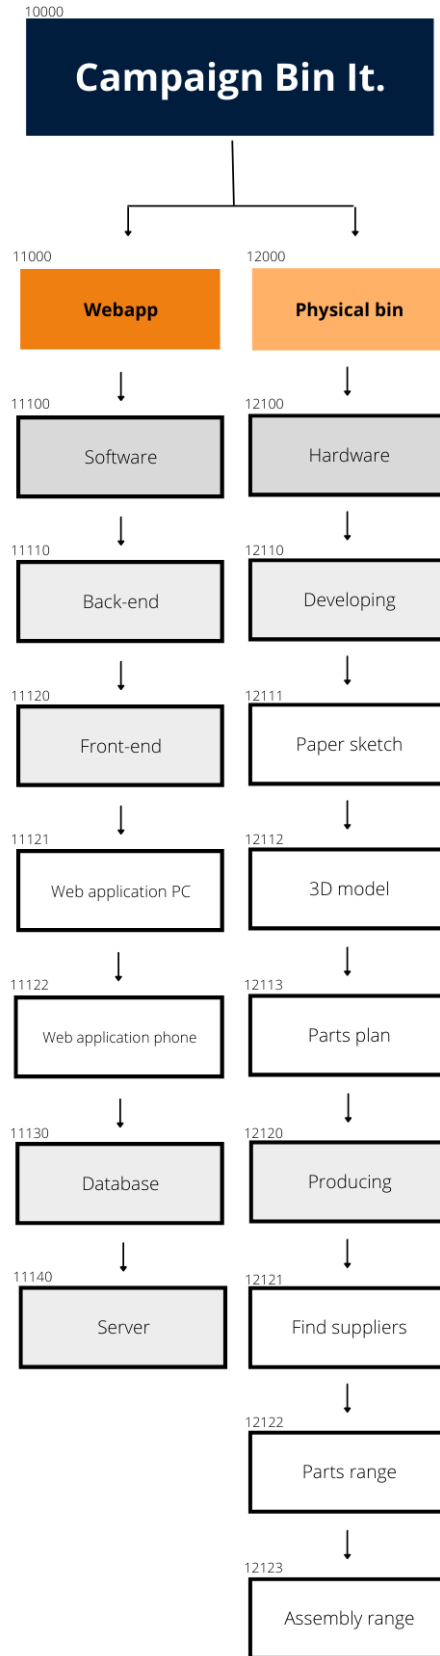 10000
Campaign Bin It.
11000
Webapp
12000
Physical bin
11100
Software
12100
Hardware
11110
Back-end
12110
Developing
11120
Front-end
12111
Paper sketch
11121
Web application PC
12112
3D model
11122
Web application phone
12113
Parts plan
11130
Database
12120
Producing
11140
Server
12121
Find suppliers
12122
Parts range
12123
Assembly range